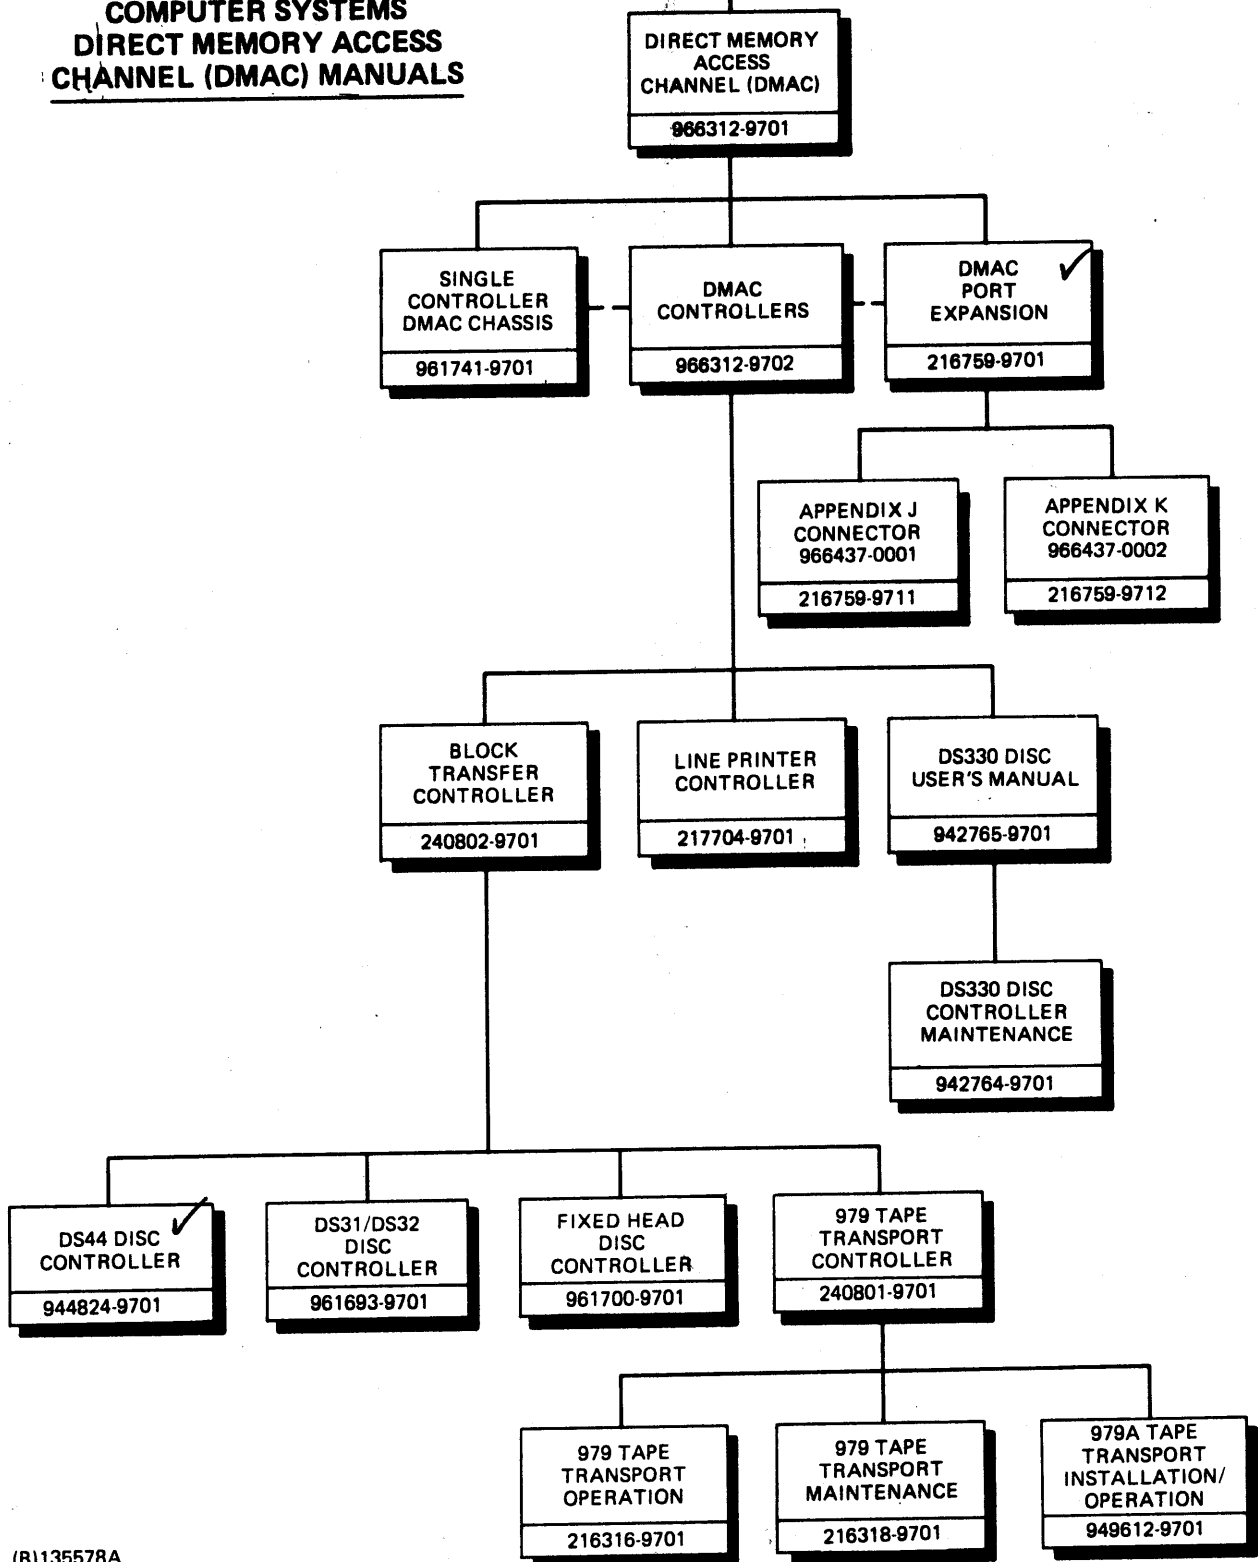 COMPUTER SYSTEMS
DIRECT MEMORY ACCESS
CHANNEL (DMAC) MANUALS
DIRECT MEMORY
ACCESS
CHANNEL (DMAC)
966312-9701
SINGLE
CONTROLLER
DMAC CHASSIS
961741-9701
DMAC
CONTROLLERS
966312-9702
DMAC
PORT
EXPANSION
216759-9701
APPENDIX J
CONNECTOR
966437-0001
216759-9711
APPENDIX K
CONNECTOR
966437-0002
216759-9712
BLOCK
TRANSFER
CONTROLLER
240802-9701
LINE PRINTER
CONTROLLER
217704-9701
DS330 DISC
USER'S MANUAL
942765-9701
DS330 DISC
CONTROLLER
MAINTENANCE
942764-9701
DS44 DISC
CONTROLLER
944824-9701
DS31/DS32
DISC
CONTROLLER
961693-9701
FIXED HEAD
DISC
CONTROLLER
961700-9701
979 TAPE
TRANSPORT
CONTROLLER
240801-9701
979 TAPE
TRANSPORT
OPERATION
216316-9701
979 TAPE
TRANSPORT
MAINTENANCE
216318-9701
979A TAPE
TRANSPORT
INSTALLATION/
OPERATION
949612-9701
(B)135578A